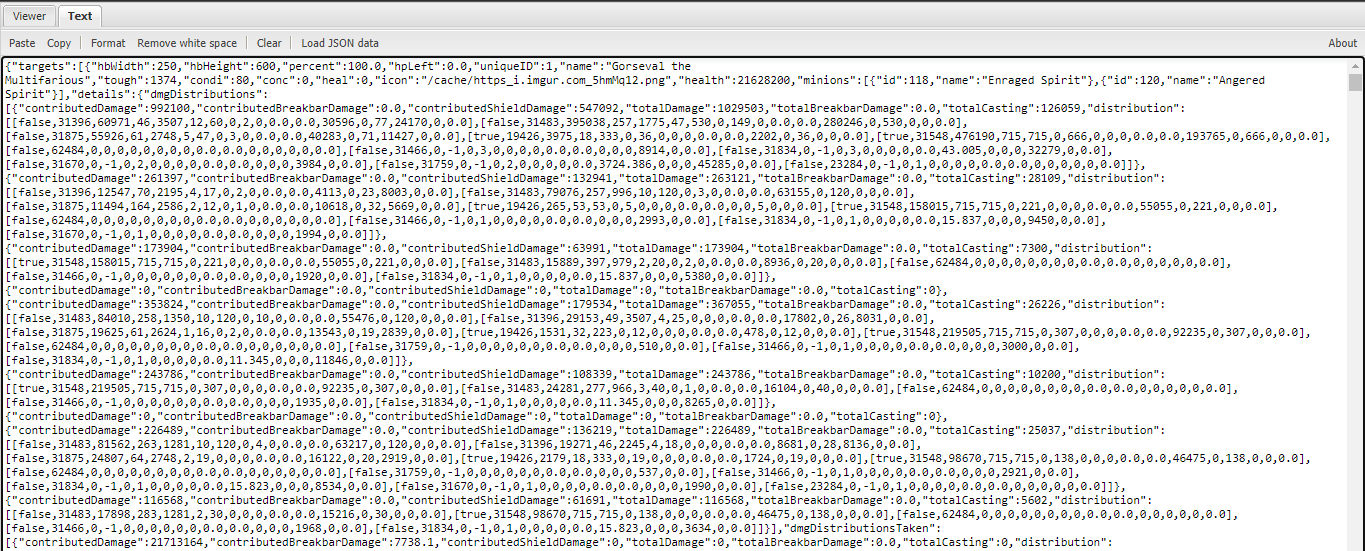 Viewer Text
Paste Copy Format Remove white space Clear Load JSON data About
{"targets":[{"hbWidth":250,"hbHeight":600,"percent":100.0,"hpLeft":0.0,"uniqueID":1,"name":"Gorseval the
Multifarious","tough":1374,"condi":80,"conc":0,"heal":0,"icon":"/cache/https_i.imgur.com_5hmMq12.png","health":21628200,"minions":[{"id":118,"name":"Enraged Spirit"},{"id":120,"name":"Angered
Spirit"}],"details":{"dmgDistributions":
[{"contributedDamage":992100,"contributedBreakbarDamage":0.0,"contributedShieldDamage":547092,"totalDamage":1029503,"totalBreakbarDamage":0.0,"totalCasting":126059,"distribution":
[[false,31396,60971,46,3507,12,60,0,2,0,0.0,0.0,30596,0,77,24170,0,0.0],[false,31483,395038,257,1775,47,530,0,149,0,0.0,0.0,280246,0,530,0,0,0.0],
[false,31875,55926,61,2748,5,47,0,3,0,0.0,0.0,40283,0,71,11427,0,0.0],[true,19426,3975,18,333,0,36,0,0,0,0.0,0.0,2202,0,36,0,0,0.0],[true,31548,476190,715,715,0,666,0,0,0,0.0,0.0,193765,0,666,0,0,0.0],
[false,62484,0,0,0,0,0,0,0,0,0.0,0.0,0,0,0,0,0,0.0],[false,31466,0,-1,0,3,0,0,0,0,0.0,0.0,0,0,0,8914,0,0.0],[false,31834,0,-1,0,3,0,0,0,0,0.0,43.005,0,0,0,32279,0,0.0],
[false,31670,0,-1,0,2,0,0,0,0,0.0,0.0,0,0,0,3984,0,0.0],[false,31759,0,-1,0,2,0,0,0,0,0.0,3724.386,0,0,0,45285,0,0.0],[false,23284,0,-1,0,1,0,0,0,0,0.0,0.0,0,0,0,0,0,0.0]]},
{"contributedDamage":261397,"contributedBreakbarDamage":0.0,"contributedShieldDamage":132941,"totalDamage":263121,"totalBreakbarDamage":0.0,"totalCasting":28109,"distribution":
[[false,31396,12547,70,2195,4,17,0,2,0,0.0,0.0,4113,0,23,8003,0,0.0],[false,31483,79076,257,996,10,120,0,3,0,0.0,0.0,63155,0,120,0,0,0.0],
[false,31875,11494,164,2586,2,12,0,1,0,0.0,0.0,10618,0,32,5669,0,0.0],[true,19426,265,53,53,0,5,0,0,0,0.0,0.0,0,0,5,0,0,0.0],[true,31548,158015,715,715,0,221,0,0,0,0.0,0.0,55055,0,221,0,0,0.0],
[false,62484,0,0,0,0,0,0,0,0,0.0,0.0,0,0,0,0,0,0.0],[false,31466,0,-1,0,1,0,0,0,0,0.0,0.0,0,0,0,2993,0,0.0],[false,31834,0,-1,0,1,0,0,0,0,0.0,15.837,0,0,0,9450,0,0.0],
[false,31670,0,-1,0,1,0,0,0,0,0.0,0.0,0,0,0,1994,0,0.0]]},
{"contributedDamage":173904,"contributedBreakbarDamage":0.0,"contributedShieldDamage":63991,"totalDamage":173904,"totalBreakbarDamage":0.0,"totalCasting":7300,"distribution":
[[true,31548,158015,715,715,0,221,0,0,0,0.0,0.0,55055,0,221,0,0,0.0],[false,31483,15889,397,979,2,20,0,2,0,0.0,0.0,8936,0,20,0,0,0.0],[false,62484,0,0,0,0,0,0,0,0,0.0,0.0,0,0,0,0,0,0.0],
[false,31466,0,-1,0,1,0,0,0,0,0.0,0.0,0,0,0,1920,0,0.0],[false,31834,0,-1,0,1,0,0,0,0,0.0,15.837,0,0,0,5380,0,0.0]]},
{"contributedDamage":0,"contributedBreakbarDamage":0.0,"contributedShieldDamage":0,"totalDamage":0,"totalBreakbarDamage":0.0,"totalCasting":0},
{"contributedDamage":353824,"contributedBreakbarDamage":0.0,"contributedShieldDamage":179534,"totalDamage":367055,"totalBreakbarDamage":0.0,"totalCasting":26226,"distribution":
[[false,31483,84010,258,1350,10,120,0,10,0,0.0,0.0,55476,0,120,0,0,0.0],[false,31396,29153,49,3507,4,25,0,0,0,0.0,0.0,17802,0,26,8031,0,0.0],
[false,31875,19625,61,2624,1,16,0,2,0,0.0,0.0,13543,0,19,2839,0,0.0],[true,19426,1531,32,223,0,12,0,0,0,0.0,0.0,478,0,12,0,0,0.0],[true,31548,219505,715,715,0,307,0,0,0,0.0,0.0,92235,0,307,0,0,0.0],
[false,62484,0,0,0,0,0,0,0,0,0.0,0.0,0,0,0,0,0,0.0],[false,31759,0,-1,0,0,0,0,0,0,0.0,0.0,0,0,0,510,0,0.0],[false,31466,0,-1,0,1,0,0,0,0,0.0,0.0,0,0,0,3000,0,0.0],
[false,31834,0,-1,0,1,0,0,0,0,0.0,11.345,0,0,0,11846,0,0.0]]},
{"contributedDamage":243786,"contributedBreakbarDamage":0.0,"contributedShieldDamage":108339,"totalDamage":243786,"totalBreakbarDamage":0.0,"totalCasting":10200,"distribution":
[[true,31548,219505,715,715,0,307,0,0,0,0.0,0.0,92235,0,307,0,0,0.0],[false,31483,24281,277,966,3,40,0,1,0,0.0,0.0,16104,0,40,0,0,0.0],[false,62484,0,0,0,0,0,0,0,0,0.0,0.0,0,0,0,0,0,0.0],
[false,31466,0,-1,0,1,0,0,0,0,0.0,0.0,0,0,0,1935,0,0.0],[false,31834,0,-1,0,1,0,0,0,0,0.0,11.345,0,0,0,8265,0,0.0]]},
{"contributedDamage":0,"contributedBreakbarDamage":0.0,"contributedShieldDamage":0,"totalDamage":0,"totalBreakbarDamage":0.0,"totalCasting":0},
{"contributedDamage":226489,"contributedBreakbarDamage":0.0,"contributedShieldDamage":136219,"totalDamage":226489,"totalBreakbarDamage":0.0,"totalCasting":25037,"distribution":
[[false,31483,81562,263,1281,10,120,0,4,0,0.0,0.0,63217,0,120,0,0,0.0],[false,31396,19271,46,2245,4,18,0,0,0,0.0,0.0,8681,0,28,8136,0,0.0],
[false,31875,24807,64,2748,2,19,0,0,0,0.0,0.0,16122,0,20,2919,0,0.0],[true,19426,2179,18,333,0,19,0,0,0,0.0,0.0,1724,0,19,0,0,0.0],[true,31548,98670,715,715,0,138,0,0,0,0.0,0.0,46475,0,138,0,0,0.0],
[false,62484,0,0,0,0,0,0,0,0,0.0,0.0,0,0,0,0,0,0.0],[false,31759,0,-1,0,0,0,0,0,0,0.0,0.0,0,0,0,537,0,0.0],[false,31466,0,-1,0,1,0,0,0,0,0.0,0.0,0,0,0,2921,0,0.0],
[false,31834,0,-1,0,1,0,0,0,0,0.0,15.823,0,0,0,8534,0,0.0],[false,31670,0,-1,0,1,0,0,0,0,0.0,0.0,0,0,0,1990,0,0.0],[false,23284,0,-1,0,1,0,0,0,0,0.0,0.0,0,0,0,0,0,0.0]]},
{"contributedDamage":116568,"contributedBreakbarDamage":0.0,"contributedShieldDamage":61691,"totalDamage":116568,"totalBreakbarDamage":0.0,"totalCasting":5602,"distribution":
[[false,31483,17898,283,1281,2,30,0,0,0,0.0,0.0,15216,0,30,0,0,0.0],[true,31548,98670,715,715,0,138,0,0,0,0.0,0.0,46475,0,138,0,0,0.0],[false,62484,0,0,0,0,0,0,0,0,0.0,0.0,0,0,0,0,0,0.0],
[false,31466,0,-1,0,1,0,0,0,0,0.0,0.0,0,0,0,1968,0,0.0],[false,31834,0,-1,0,1,0,0,0,0,0.0,15.823,0,0,0,3634,0,0.0]]}],"dmgDistributionsTaken":
[{"contributedDamage":21713164,"contributedBreakbarDamage":7738.1,"contributedShieldDamage":0,"totalDamage":0,"totalBreakbarDamage":0.0,"totalCasting":0,"distribution":